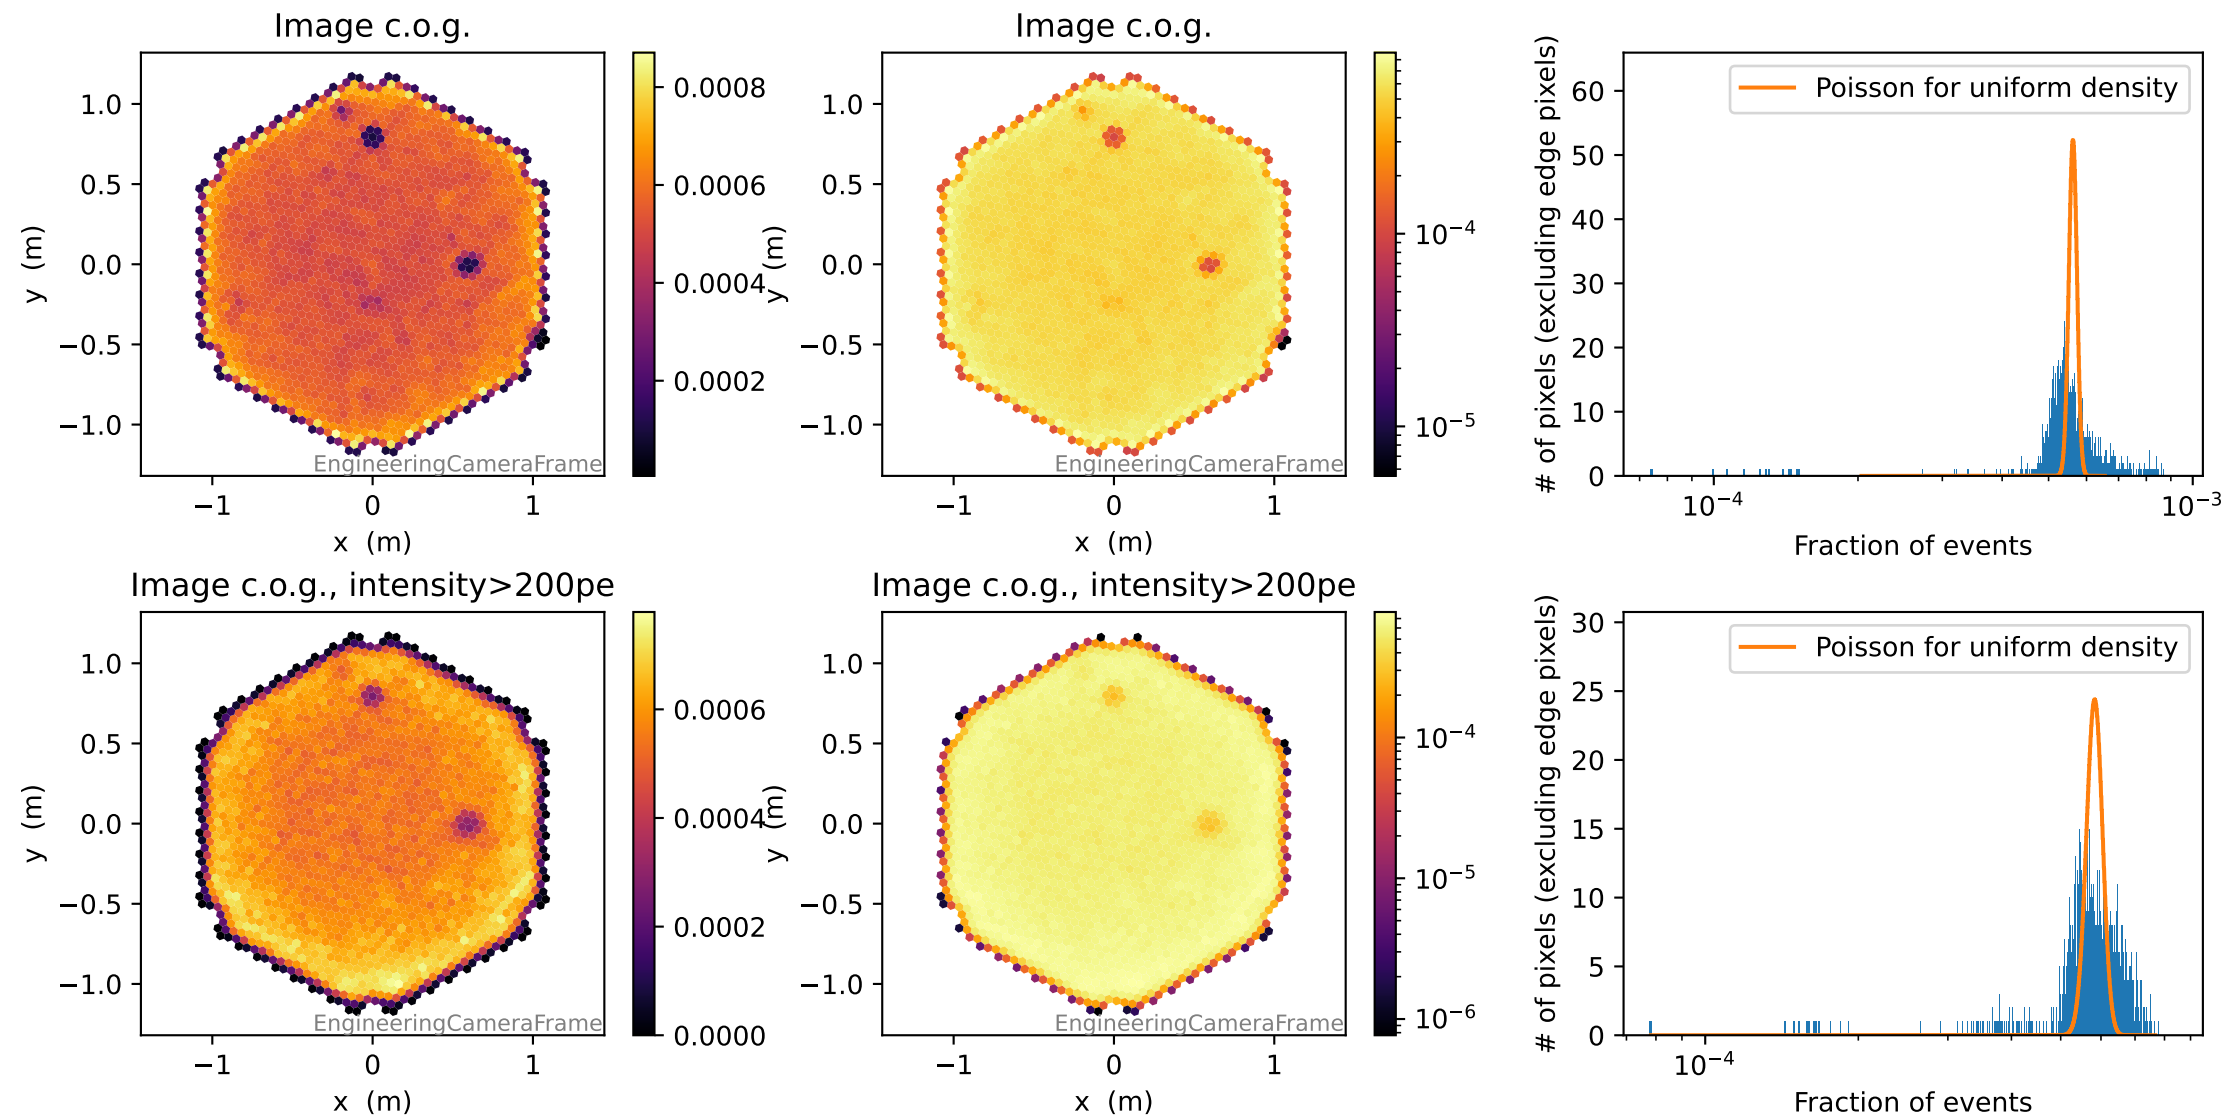 Image c.o.g.
1.0
0.5
0.0
−0.5
−1.0
y (m)
−1
0
1
x (m)
EngineeringCameraFrame
0.0008
0.0006
0.0004
0.0002
Image c.o.g.
1.0
0.5
0.0
−0.5
−1.0
y (m)
−1
0
1
x (m)
EngineeringCameraFrame
10⁻⁴
10⁻⁵
# of pixels (excluding edge pixels)
60
50
40
30
20
10
0
Poisson for uniform density
10⁻⁴
10⁻³
Fraction of events
Image c.o.g., intensity>200pe
1.0
0.5
0.0
−0.5
−1.0
y (m)
−1
0
1
x (m)
EngineeringCameraFrame
0.0006
0.0004
0.0002
0.0000
Image c.o.g., intensity>200pe
1.0
0.5
0.0
−0.5
−1.0
y (m)
−1
0
1
x (m)
EngineeringCameraFrame
10⁻⁴
10⁻⁵
10⁻⁶
# of pixels (excluding edge pixels)
30
25
20
15
10
5
0
Poisson for uniform density
10⁻⁴
Fraction of events